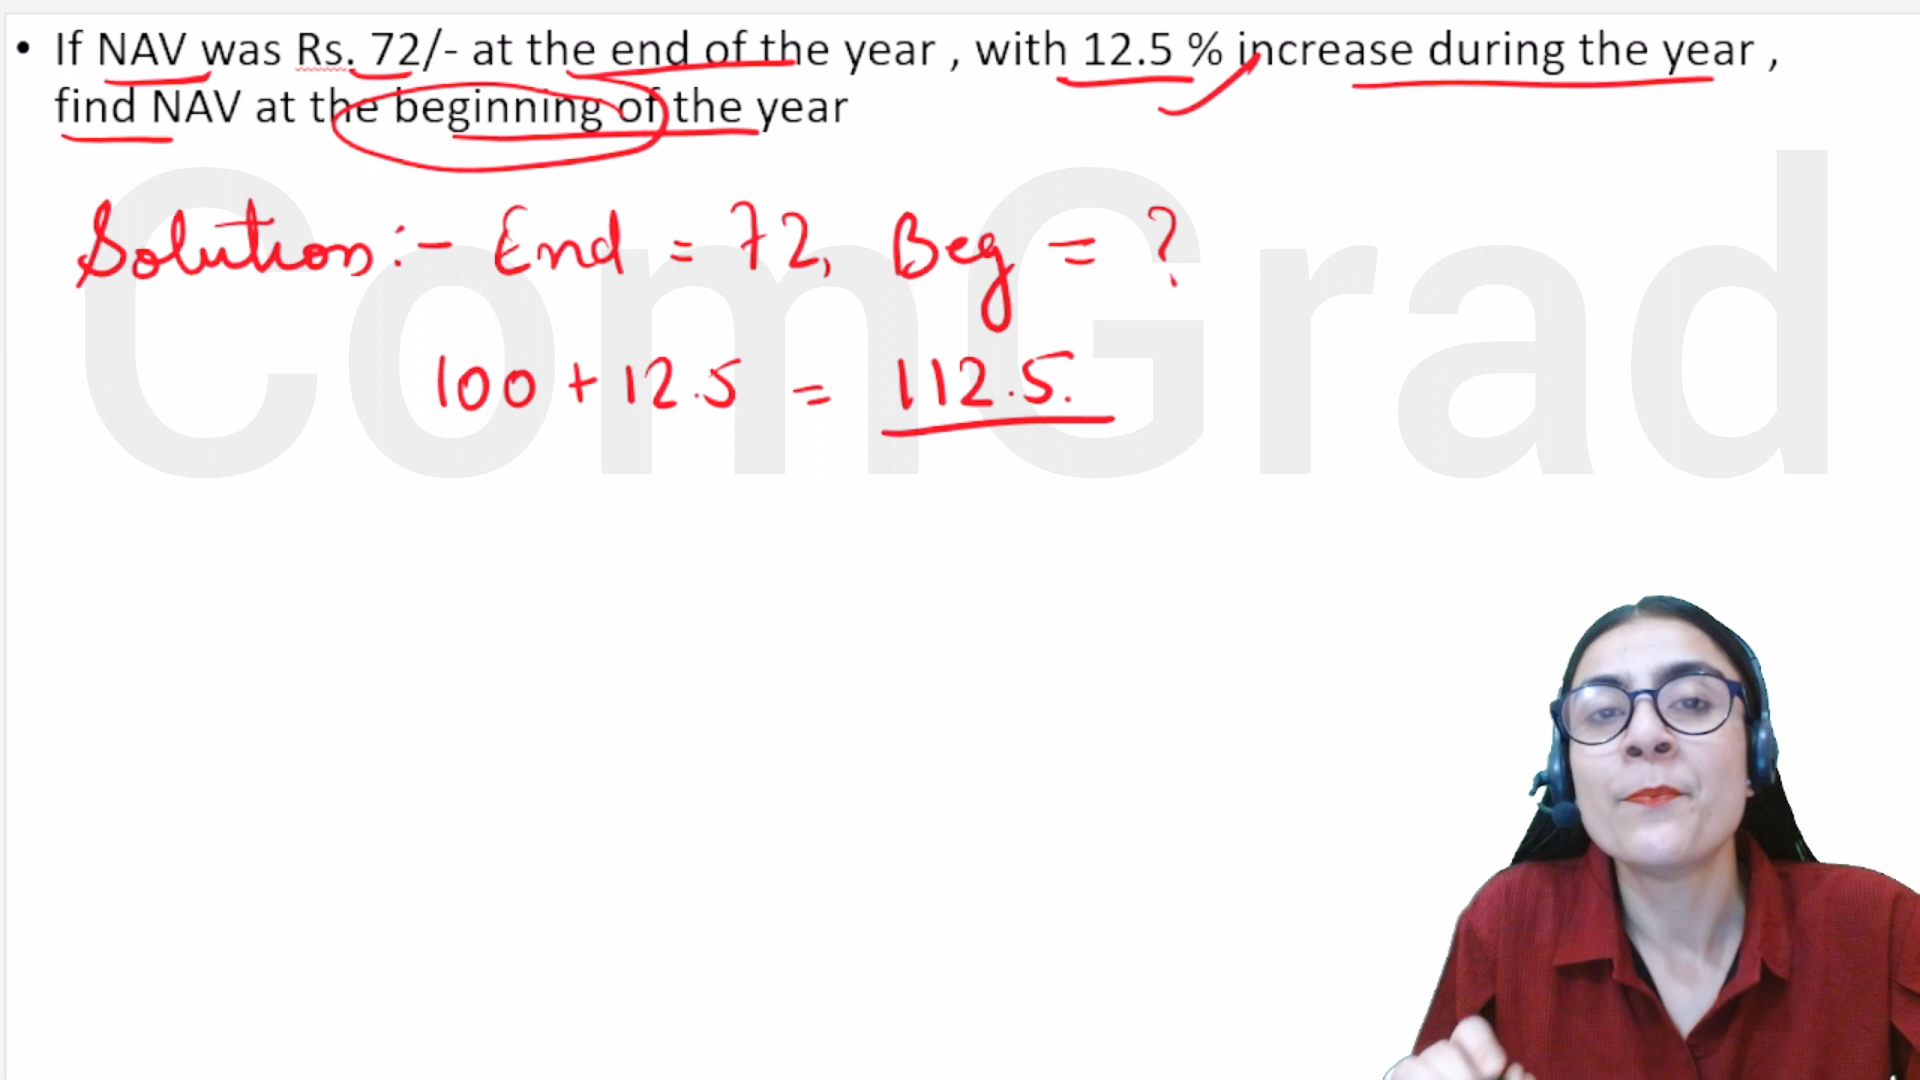 • If NAV was Rs. 72/- at the end of the year , with 12.5 % increase during the year ,
find NAV at the beginning of the year
Solution:- End = 72, Beg = ?
100 + 12.5 = 112.5.
ComGrad